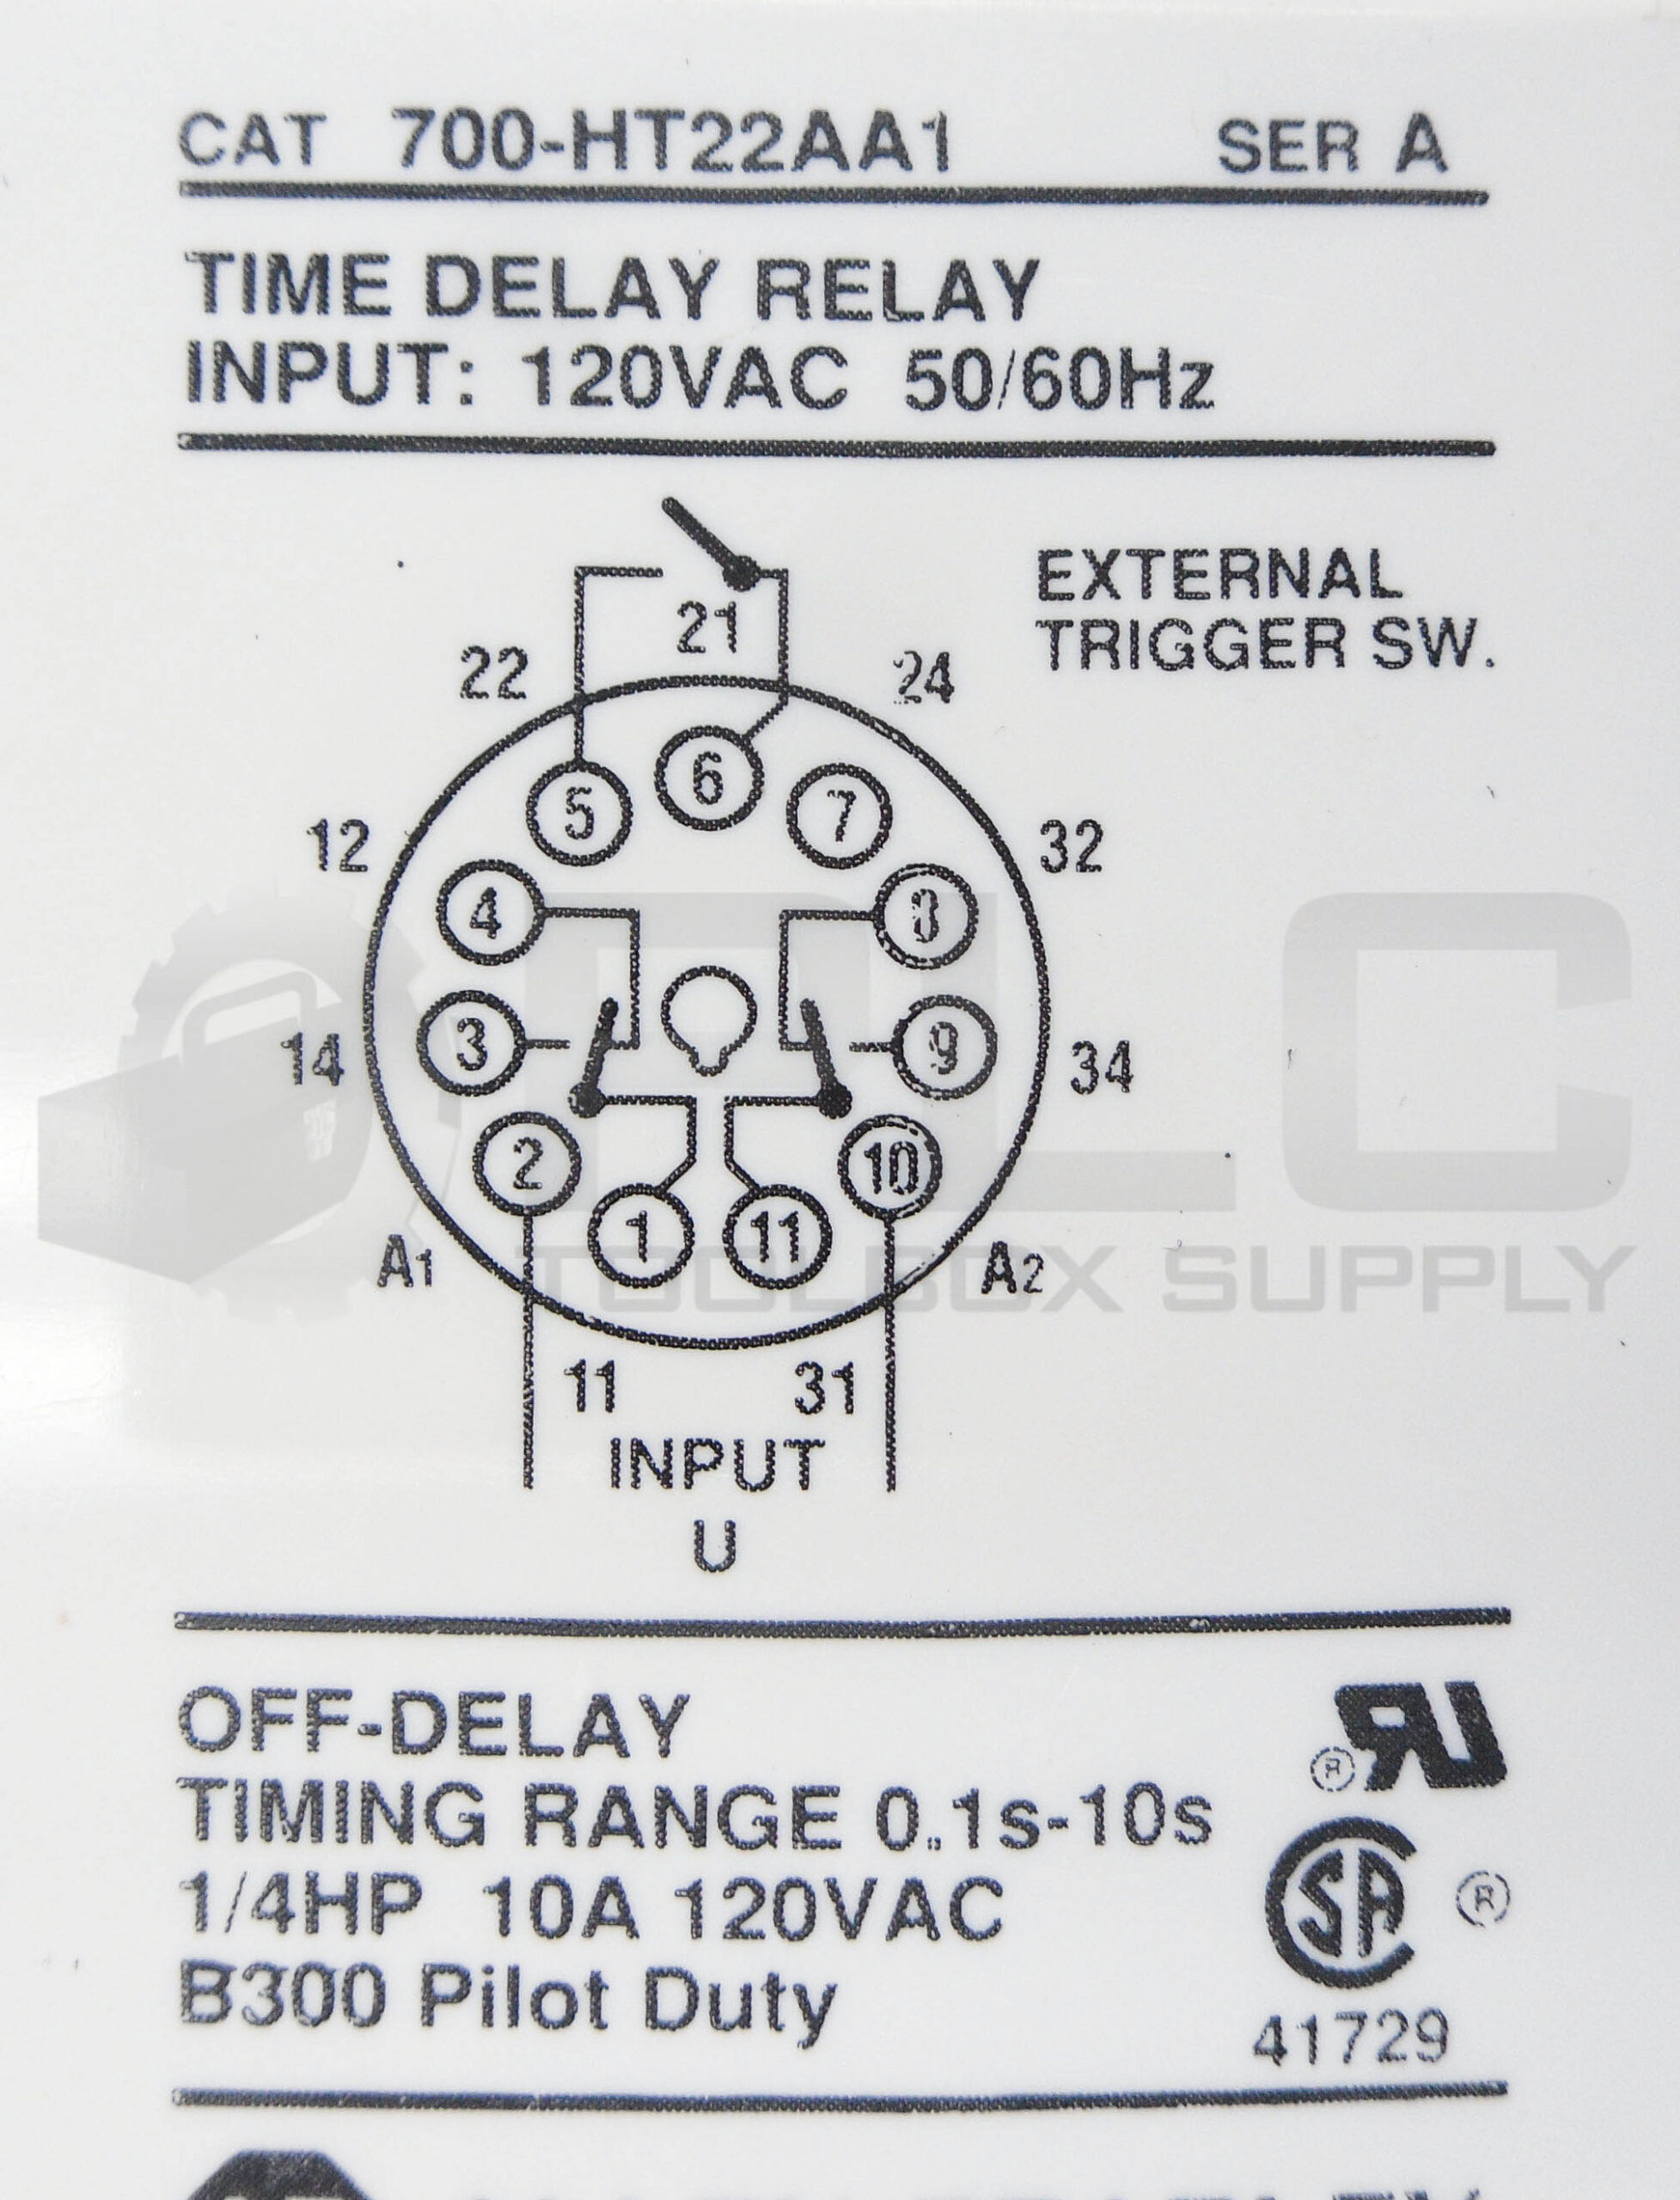 CAT 700-HT22AA1 SER A
TIME DELAY RELAY
INPUT: 120VAC 50/60Hz
EXTERNAL
TRIGGER SW.
21
22 24
6
5 7
12 32
4 8
3 9
14 34
2 10
1 11
A1 A2
11 31
INPUT
U
PLC
TOOLBOX SUPPLY
OFF-DELAY
TIMING RANGE 0.1s-10s
1/4HP 10A 120VAC
B300 Pilot Duty
®
SA ®
41729